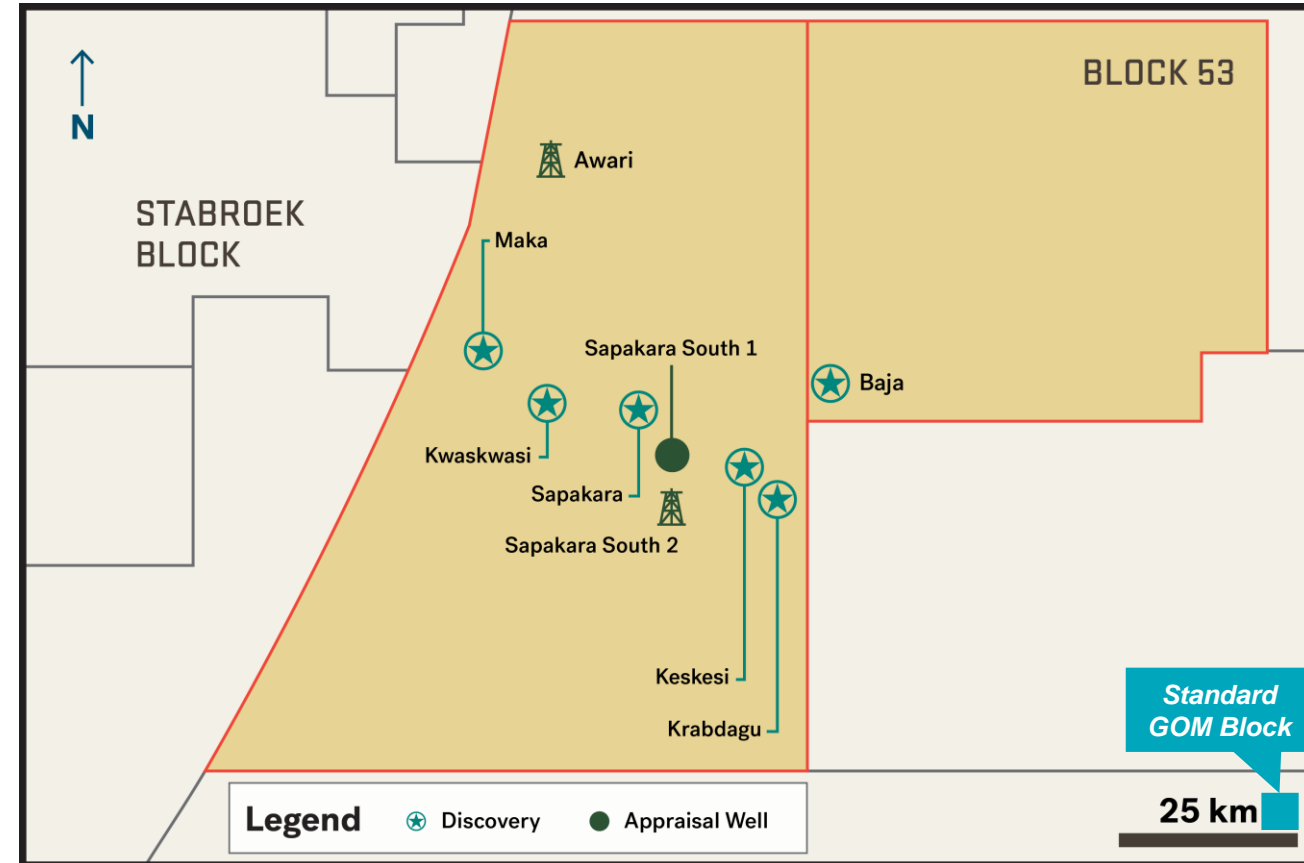 BLOCK 53
N
Awari
STABROEK
BLOCK
Maka
Sapakara South 1
Baja
Kwaskwasi
Sapakara
Sapakara South 2
Keskesi
Krabdagu
Standard
GOM Block
25 km
Legend
Discovery
Appraisal Well